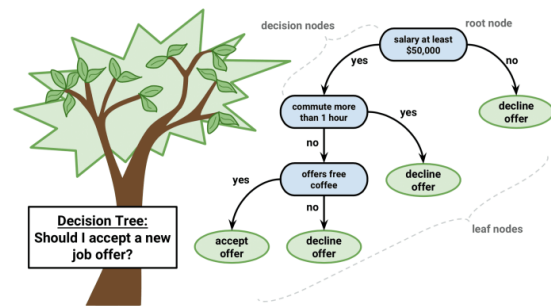 decision nodes
root node
salary at least
$50,000
yes
no
commute more
than 1 hour
yes
decline
offer
no
offers free
coffee
decline
offer
yes
no
Decision Tree:
Should I accept a new
job offer?
accept
offer
decline
offer
leaf nodes